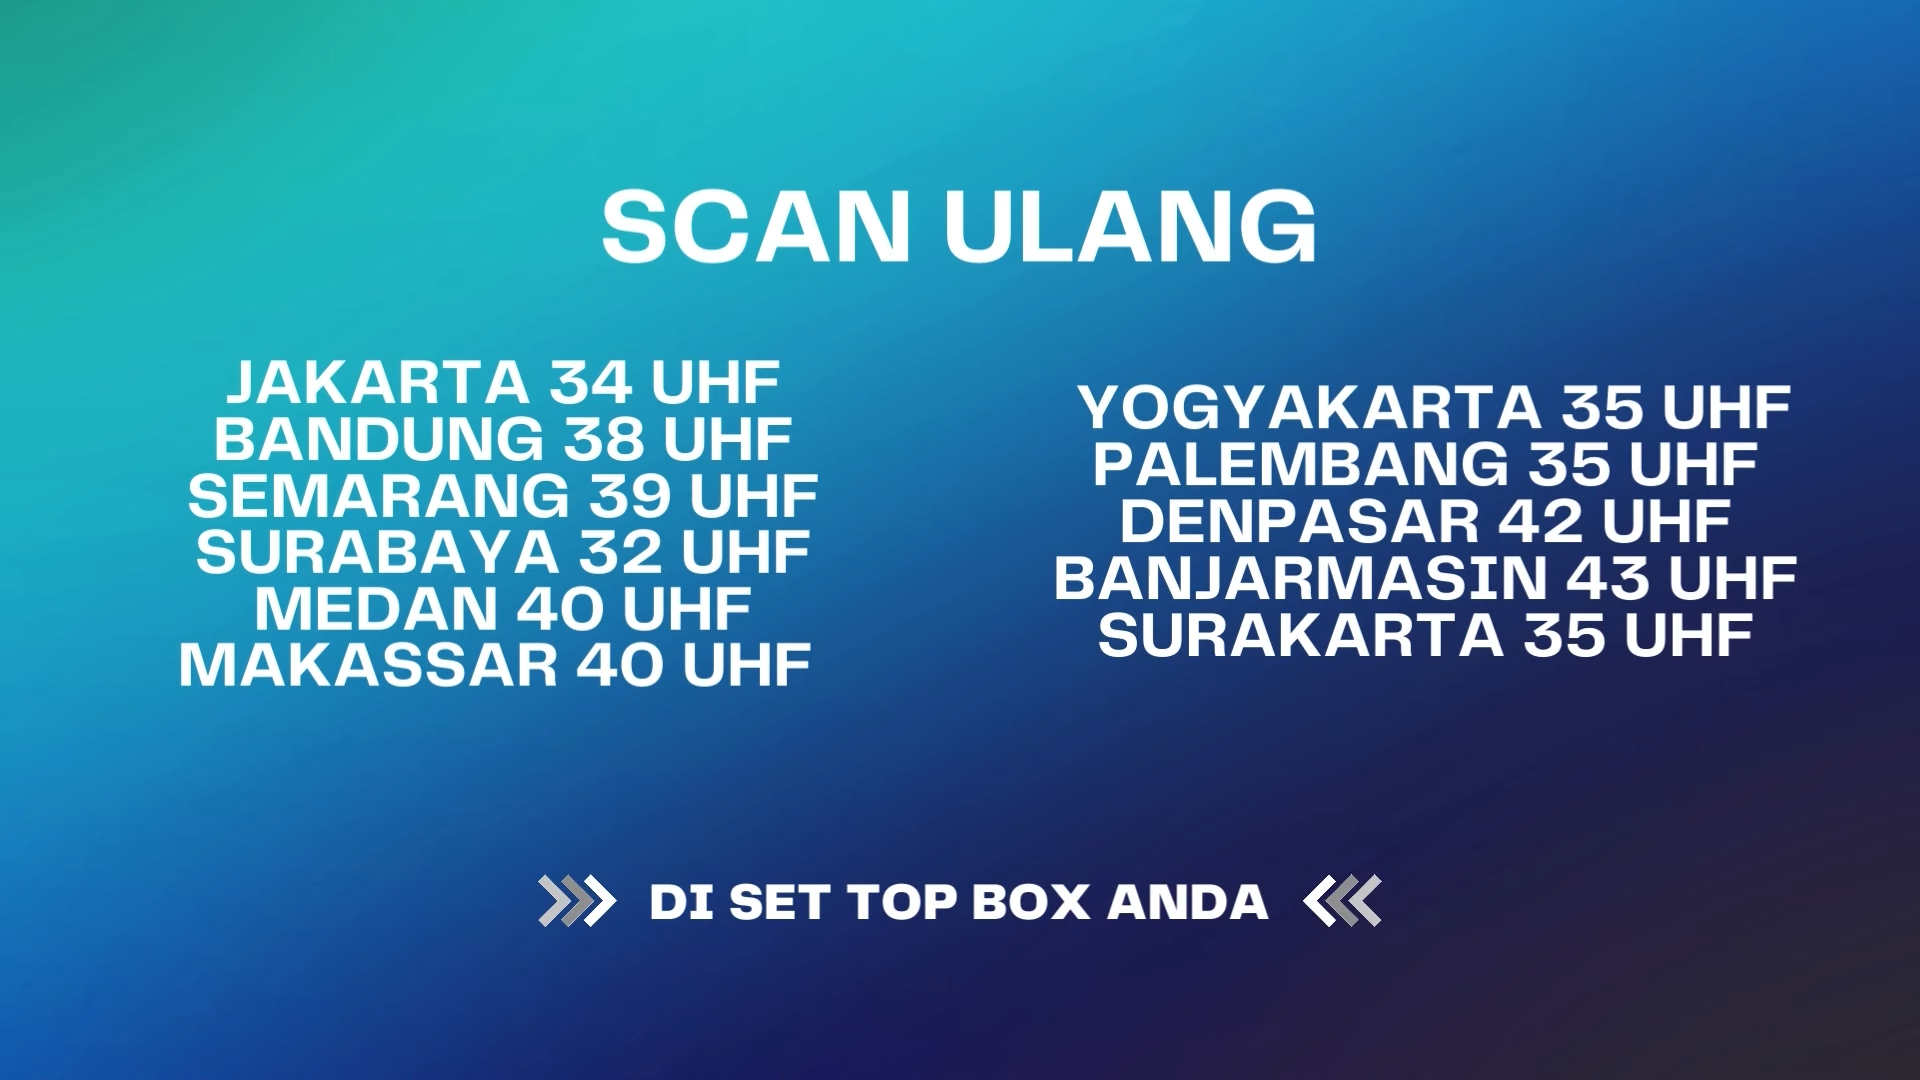 SCAN ULANG
JAKARTA 34 UHF
BANDUNG 38 UHF
SEMARANG 39 UHF
SURABAYA 32 UHF
MEDAN 40 UHF
MAKASSAR 40 UHF
YOGYAKARTA 35 UHF
PALEMBANG 35 UHF
DENPASAR 42 UHF
BANJARMASIN 43 UHF
SURAKARTA 35 UHF
DI SET TOP BOX ANDA